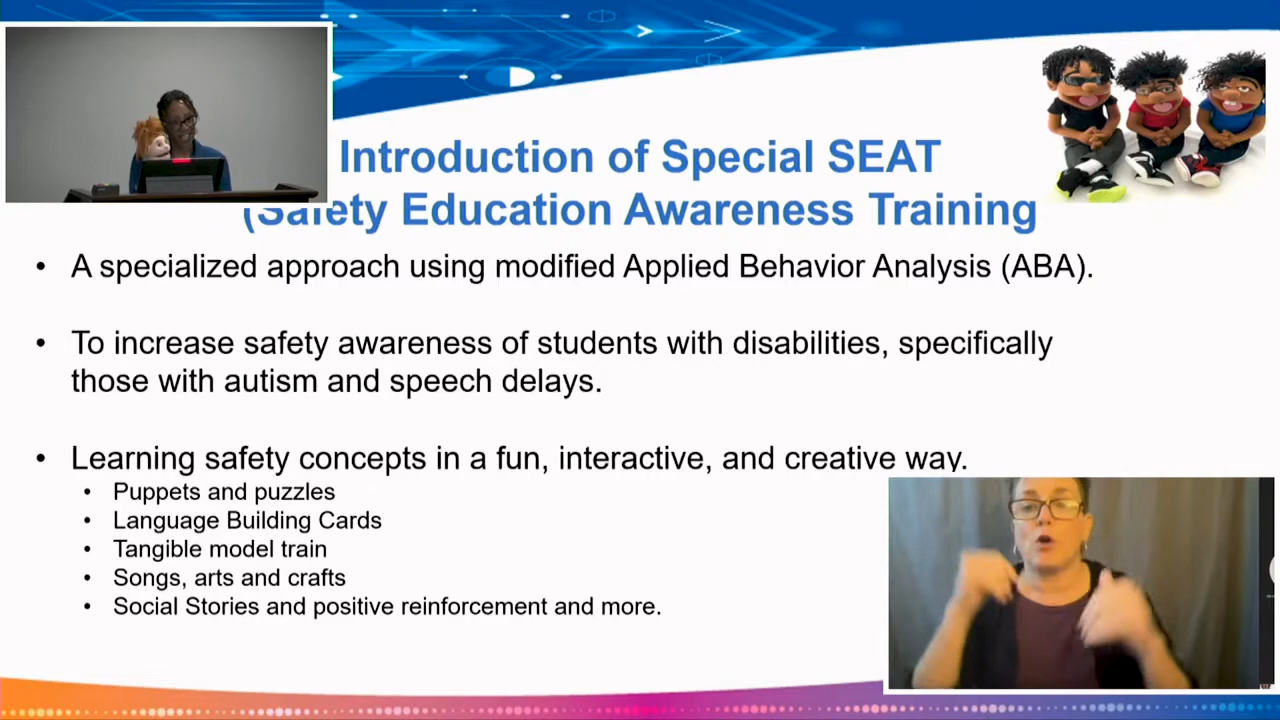 Introduction of Special SEAT
(Safety Education Awareness Training
• A specialized approach using modified Applied Behavior Analysis (ABA).
• To increase safety awareness of students with disabilities, specifically
those with autism and speech delays.
• Learning safety concepts in a fun, interactive, and creative way.
• Puppets and puzzles
• Language Building Cards
• Tangible model train
• Songs, arts and crafts
• Social Stories and positive reinforcement and more.